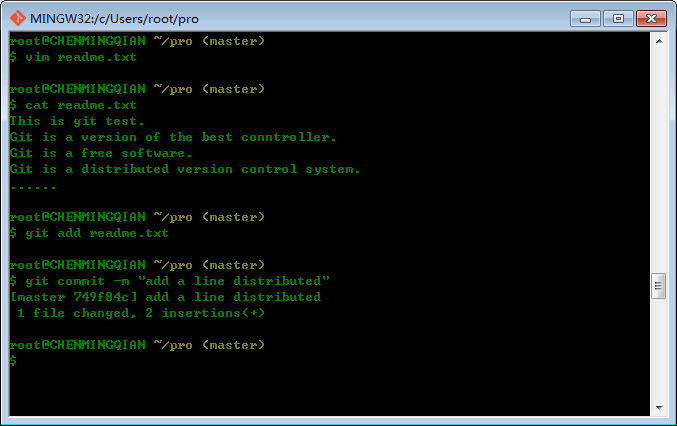 MINGW32:/c/Users/root/pro
root@CHENMINGQIAN ~/pro (master)
$ vim readme.txt
root@CHENMINGQIAN ~/pro (master)
$ cat readme.txt
This is git test.
Git is a version of the best conntroller.
Git is a free software.
Git is a distributed version control system.
......
root@CHENMINGQIAN ~/pro (master)
$ git add readme.txt
root@CHENMINGQIAN ~/pro (master)
$ git commit -m "add a line distributed"
[master 749f84c] add a line distributed
 1 file changed, 2 insertions(+)
root@CHENMINGQIAN ~/pro (master)
$